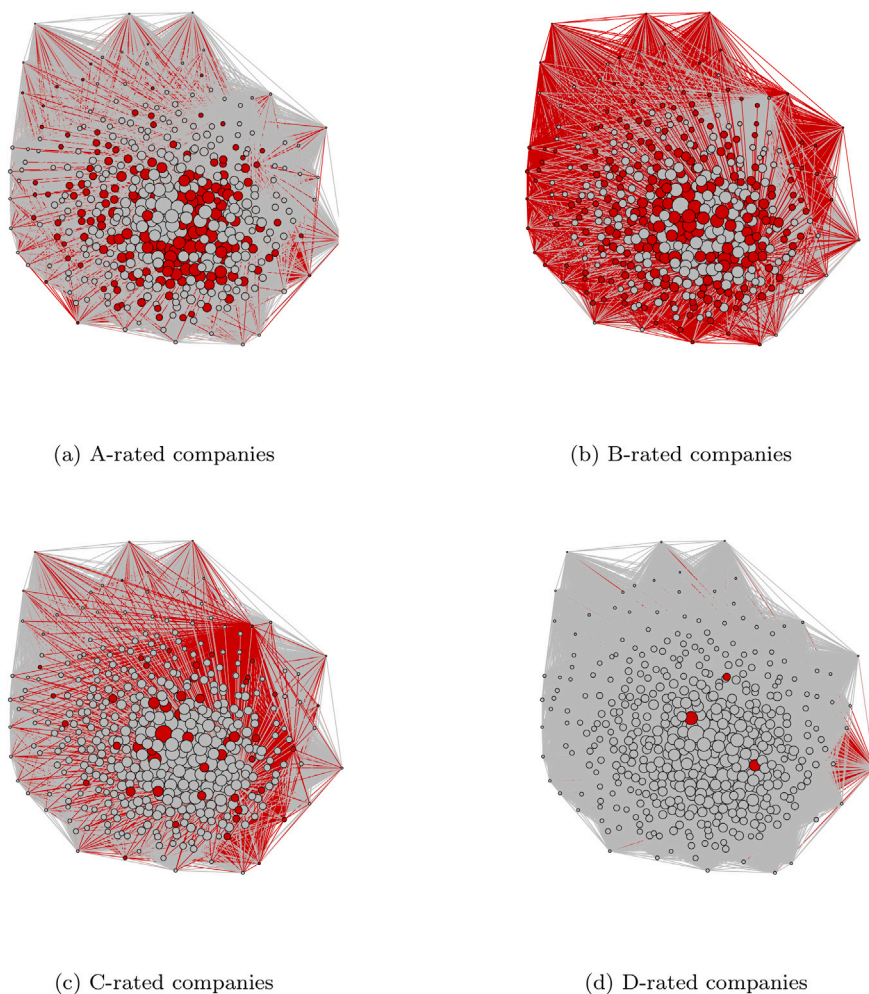 (a) A-rated companies
(b) B-rated companies
(c) C-rated companies
(d) D-rated companies